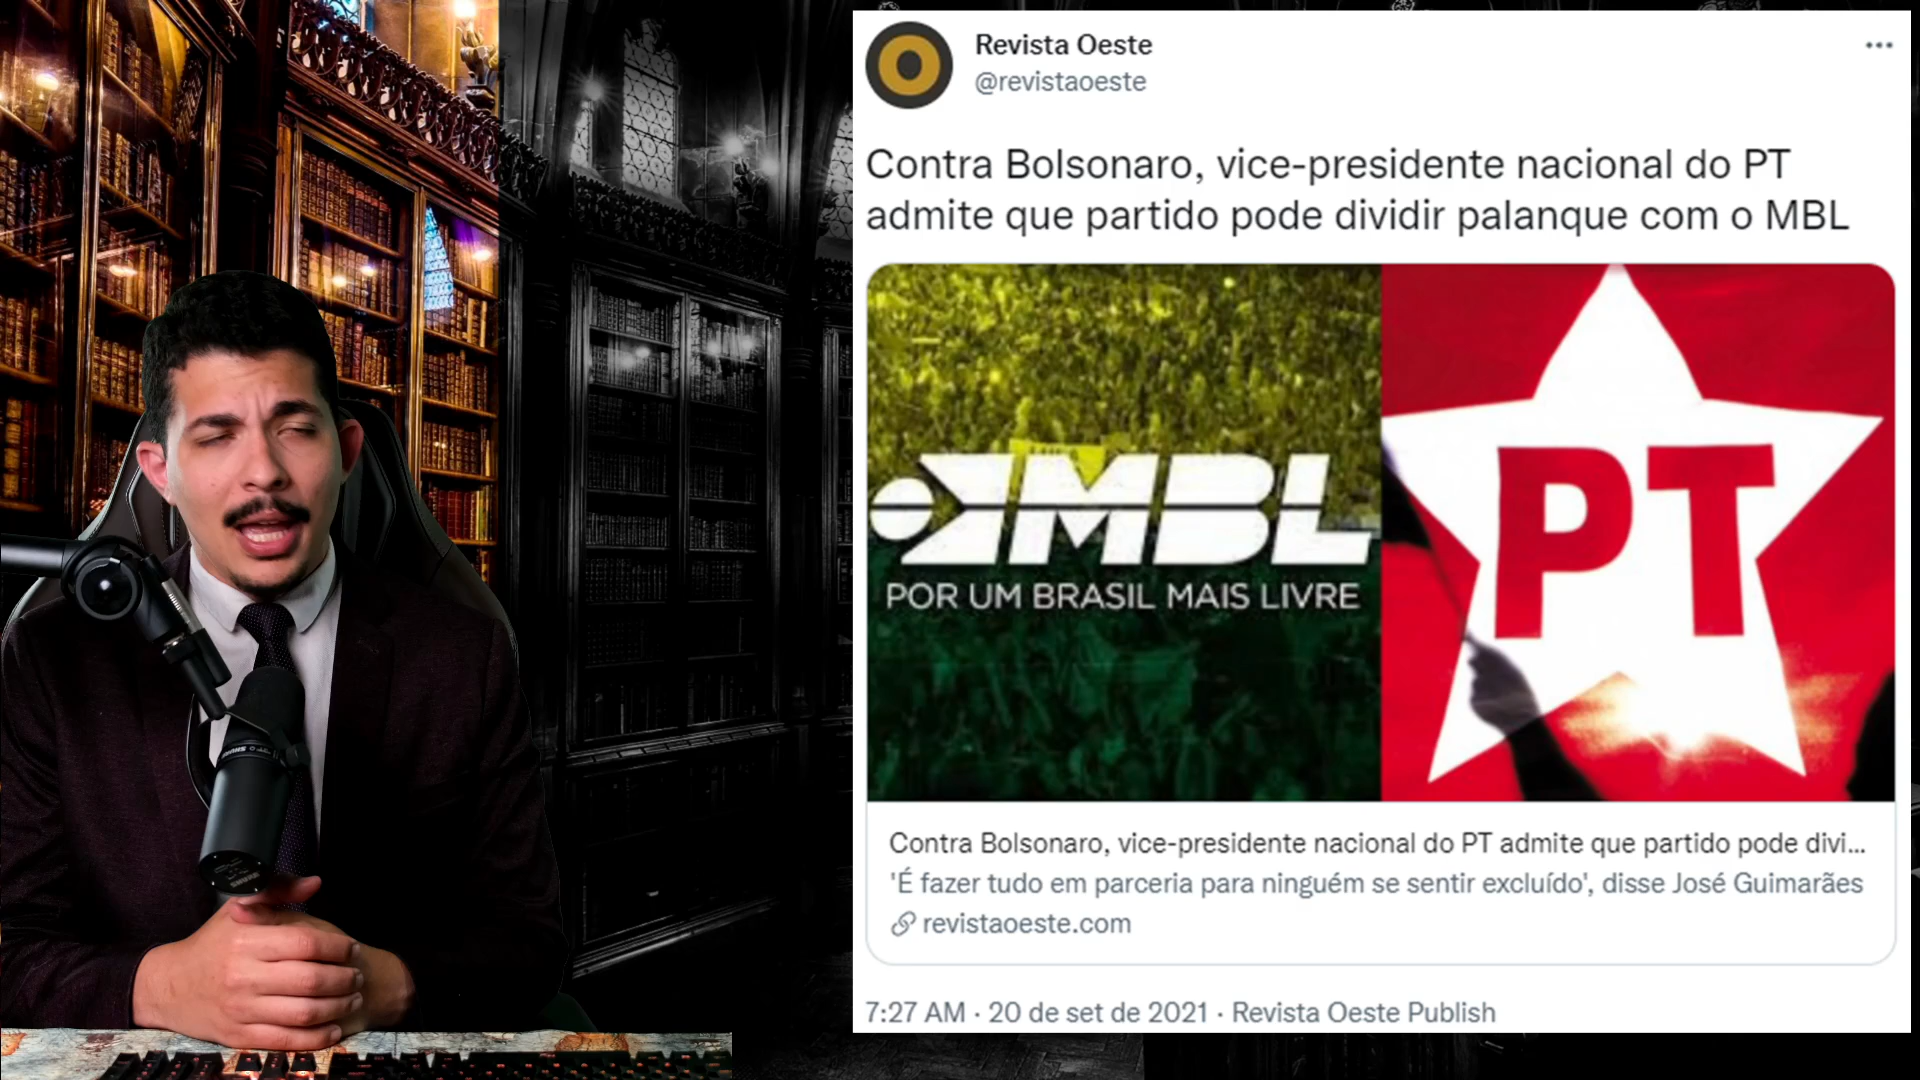 Revista Oeste
@revistaoeste
Contra Bolsonaro, vice-presidente nacional do PT
admite que partido pode dividir palanque com o MBL
MBL
POR UM BRASIL MAIS LIVRE
PT
Contra Bolsonaro, vice-presidente nacional do PT admite que partido pode divi...
'É fazer tudo em parceria para ninguém se sentir excluído', disse José Guimarães
revistaoeste.com
7:27 AM · 20 de set de 2021 · Revista Oeste Publish
SHURE